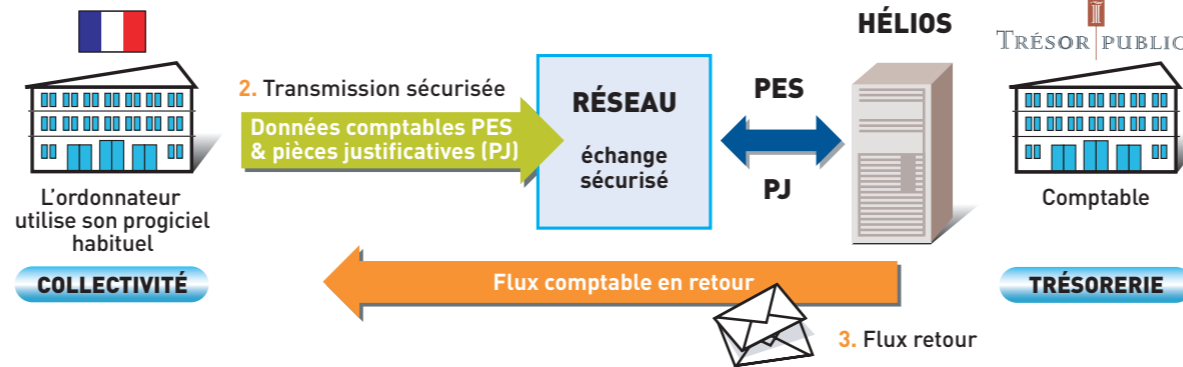 HÉLIOS
TRÉSOR PUBLIC
2. Transmission sécurisée
Données comptables PES
& pièces justificatives (PJ)
RÉSEAU
échange
sécurisé
PES
PJ
L'ordonnateur
utilise son progiciel
habituel
Comptable
COLLECTIVITÉ
TRÉSORERIE
Flux comptable en retour
3. Flux retour